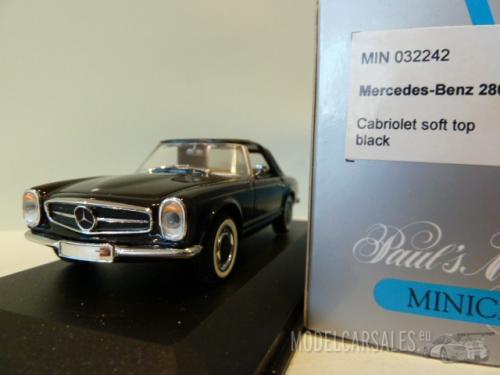 MIN 032242
Mercedes-Benz 280
Cabriolet soft top
black
Paul's
MINIC
MODELCARSALES.eu